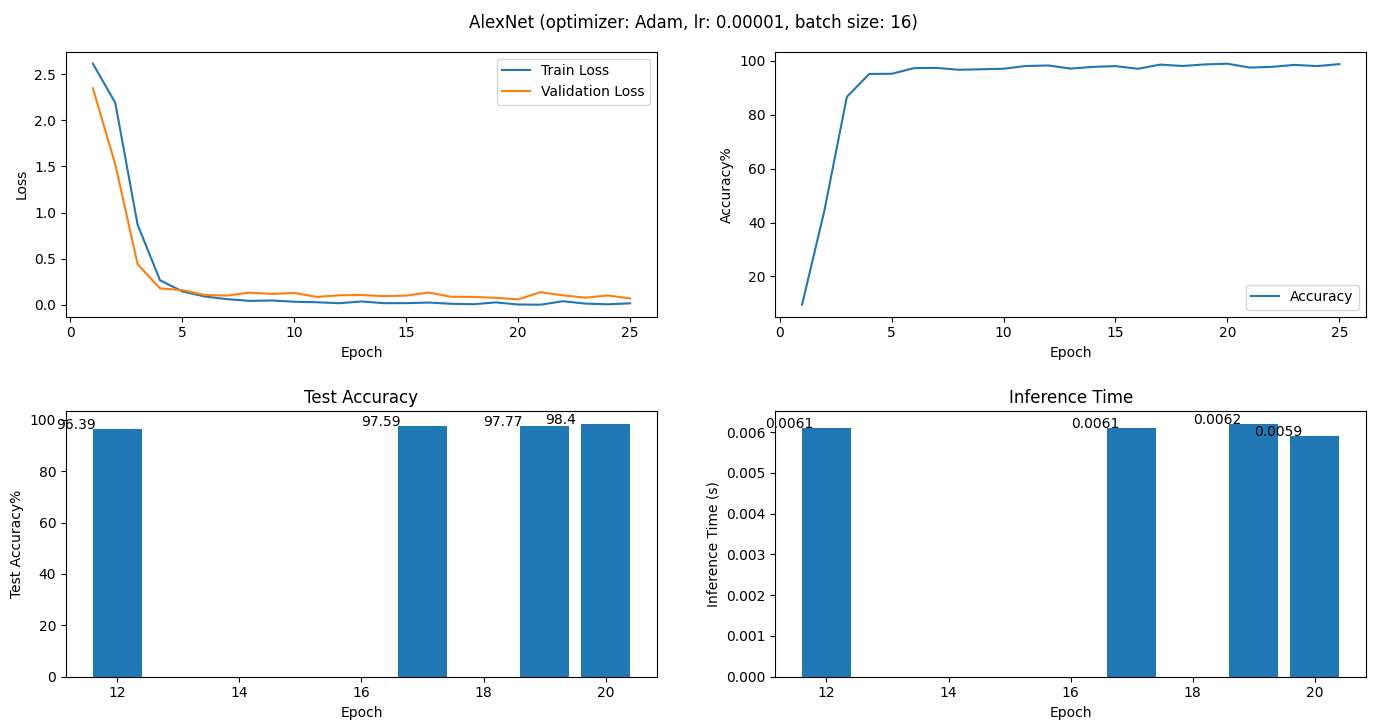 AlexNet (optimizer: Adam, lr: 0.00001, batch size: 16)
Train Loss
Validation Loss
2.5
2.0
1.5
1.0
0.5
0.0
Loss
0 5 10 15 20 25
Epoch
100
80
60
40
20
Accuracy%
Accuracy
0 5 10 15 20 25
Epoch
Test Accuracy
96.39 97.59 97.77 98.4
100
80
60
40
20
0
Test Accuracy%
12 14 16 18 20
Epoch
Inference Time
0.0061 0.0061 0.0062 0.0059
0.006
0.005
0.004
0.003
0.002
0.001
0.000
Inference Time (s)
12 14 16 18 20
Epoch